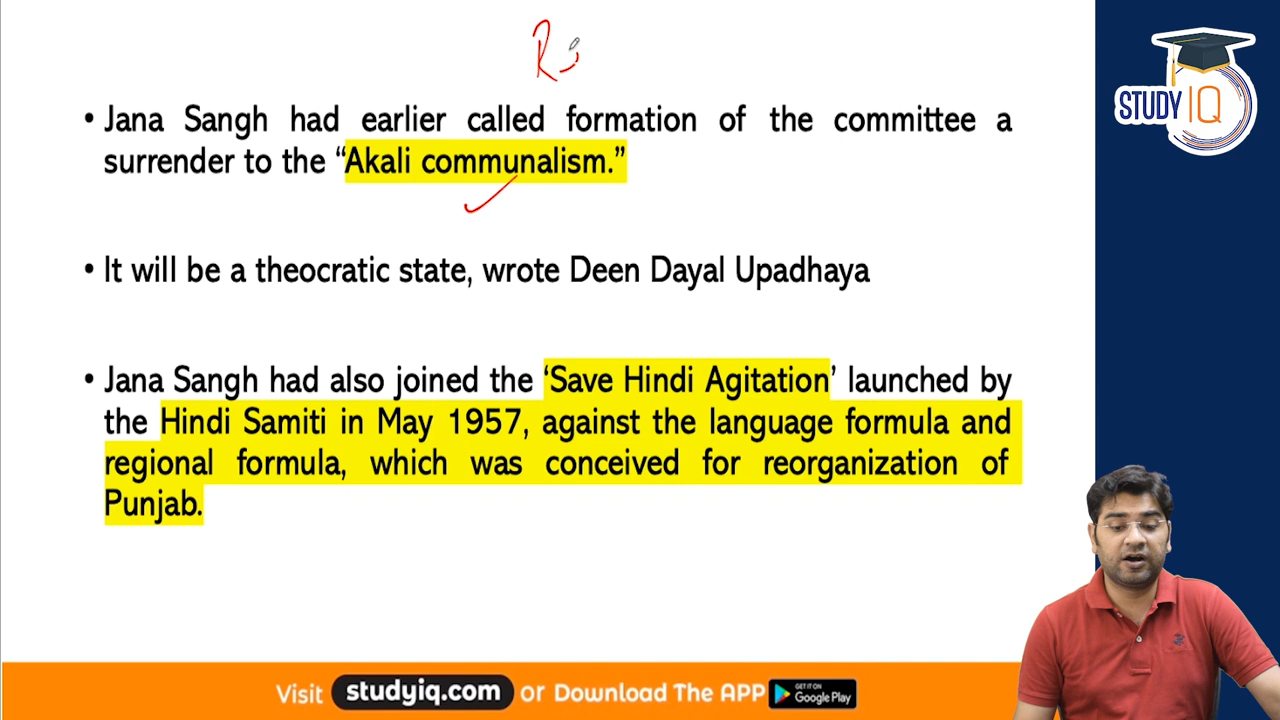 STUDY IQ
• Jana Sangh had earlier called formation of the committee a
surrender to the “Akali communalism.”
• It will be a theocratic state, wrote Deen Dayal Upadhaya
• Jana Sangh had also joined the ‘Save Hindi Agitation’ launched by
the Hindi Samiti in May 1957, against the language formula and
regional formula, which was conceived for reorganization of
Punjab.
Visit studyiq.com or Download The APP GET IT ON Google Play